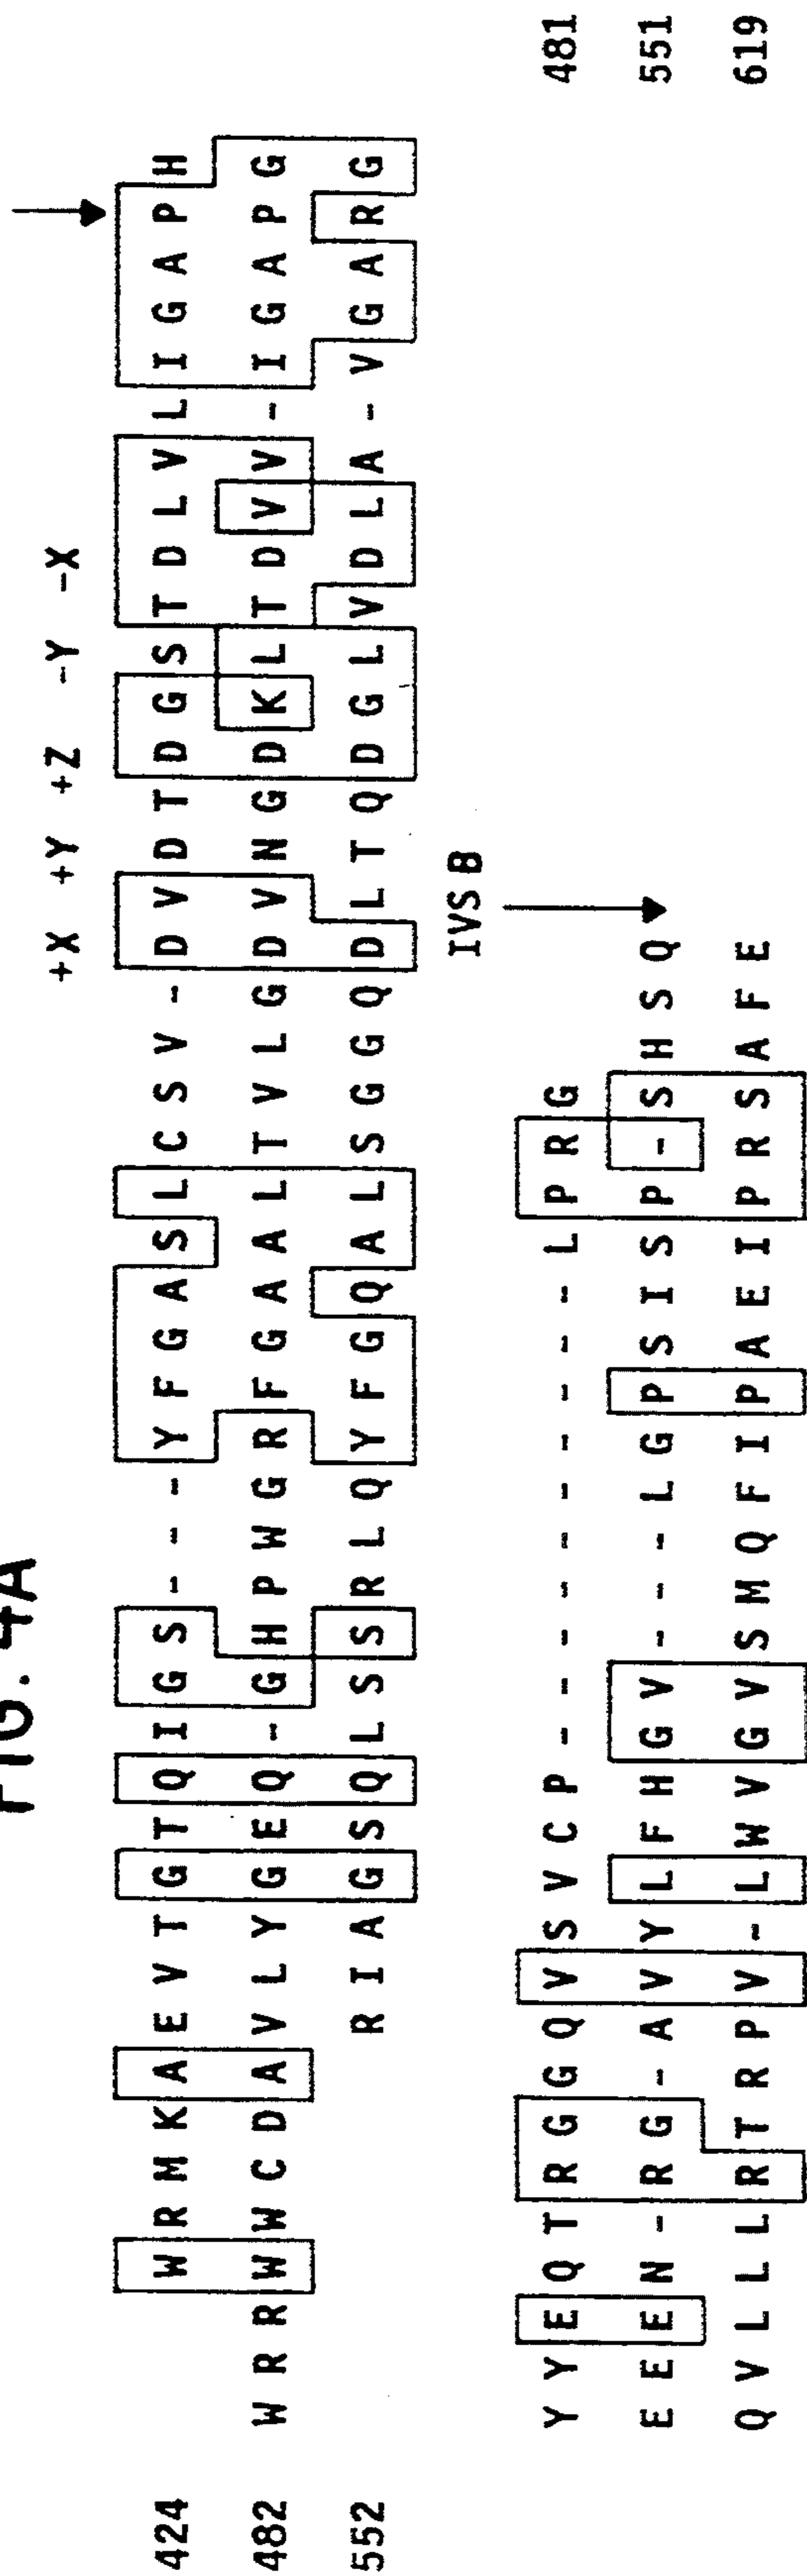 FIG. 4A
+X +Y +Z -Y -X
424 W R M K A E V T G T Q I G S - - - Y F G A S L C S V - D V D T D G S T D L V L I G A P H
482 W R R W W C D A V L Y G E Q - G H P W G R F G A A L T V L G D V N G D K L T D V V - I G A P G
552 R I A G S Q L S S R L Q Y F G Q A L S G G Q D L T Q D G L V D L A - V G A R G
IVS B
Y Y E Q T R G G Q V S V C P - - - - - - - - - - L P R G 481
E E E N - R G - A V Y L F H G V - - - L G P S I S P - S H S Q 551
Q V L L L R T R P V - L W V G V S M Q F I P A E I P R S A F E 619